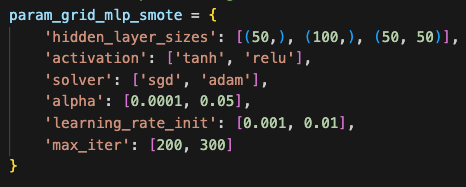 param_grid_mlp_smote = {
    'hidden_layer_sizes': [(50,), (100,), (50, 50)],
    'activation': ['tanh', 'relu'],
    'solver': ['sgd', 'adam'],
    'alpha': [0.0001, 0.05],
    'learning_rate_init': [0.001, 0.01],
    'max_iter': [200, 300]
}